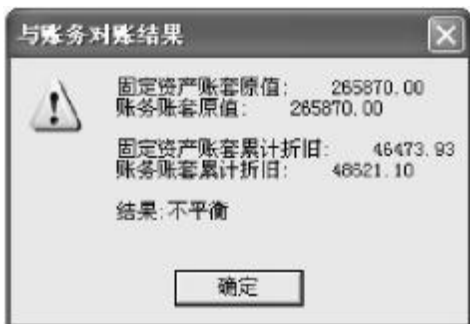 与账务对账结果
固定资产账套原值: 265870.00
账务账套原值: 265870.00
固定资产账套累计折旧: 46473.93
账务账套累计折旧: 48621.10
结果:不平衡
确定